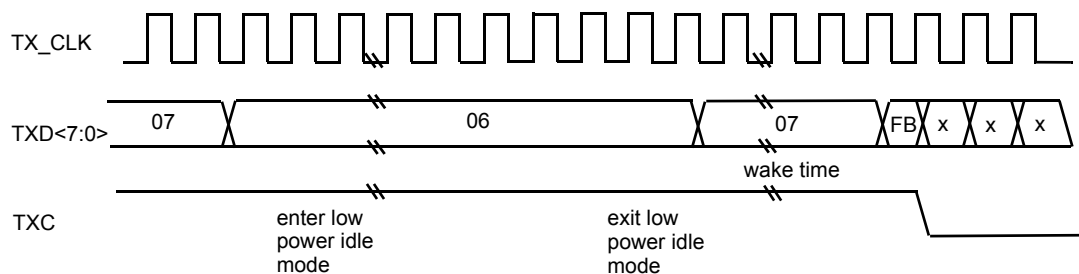 TX_CLK
TXD<7:0>
07
06
07
FB
x
x
x
wake time
TXC
enter low
power idle
mode
exit low
power idle
mode